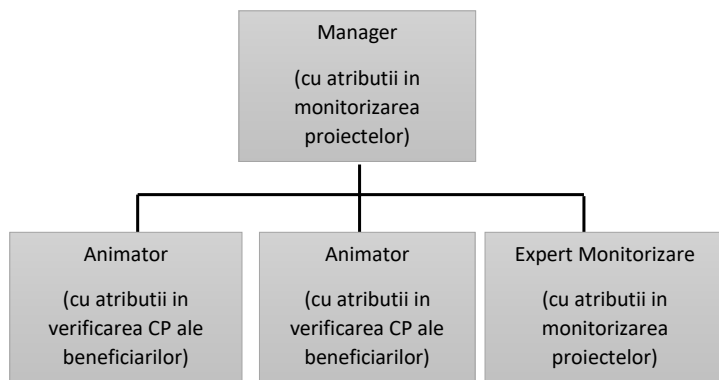 Manager
(cu atributii in
monitorizarea
proiectelor)
Animator
(cu atributii in
verificarea CP ale
beneficiarilor)
Animator
(cu atributii in
verificarea CP ale
beneficiarilor)
Expert Monitorizare
(cu atributii in
monitorizarea
proiectelor)